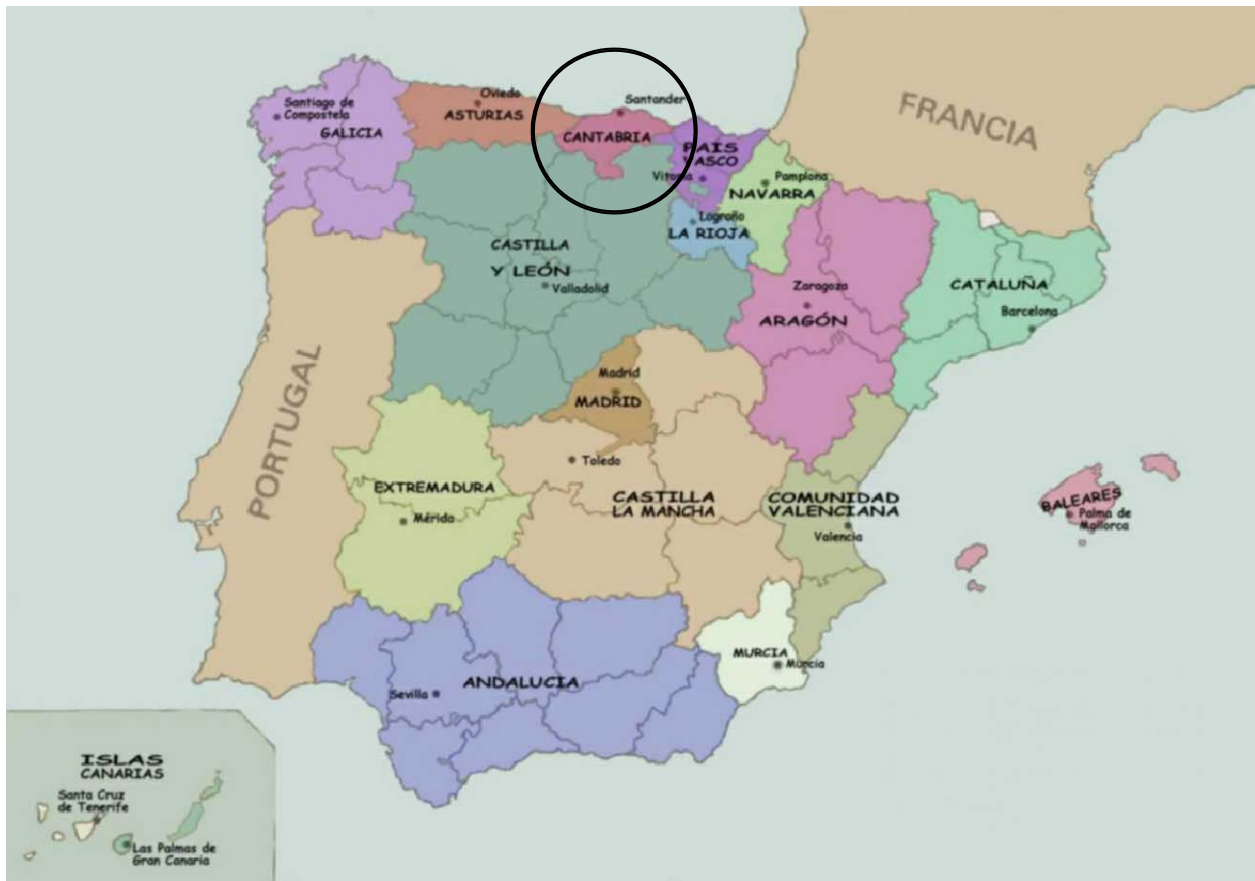 FRANCIA
Oviedo
ASTURIAS
Santander
CANTABRIA
Santiago de
Compostela
GALICIA
PAIS
VASCO
Vitoria
Pamplona
NAVARRA
Logroño
LA RIOJA
CASTILLA
Y LEÓN
Valladolid
Zaragoza
ARAGÓN
CATALUÑA
Barcelona
Madrid
MADRID
PORTUGAL
Toledo
EXTREMADURA
Mérida
CASTILLA
LA MANCHA
COMUNIDAD
VALENCIANA
Valencia
BALEARES
Palma de
Mallorca
MURCIA
Murcia
Sevilla
ANDALUCIA
ISLAS
CANARIAS
Santa Cruz
de Tenerife
Las Palmas de
Gran Canaria